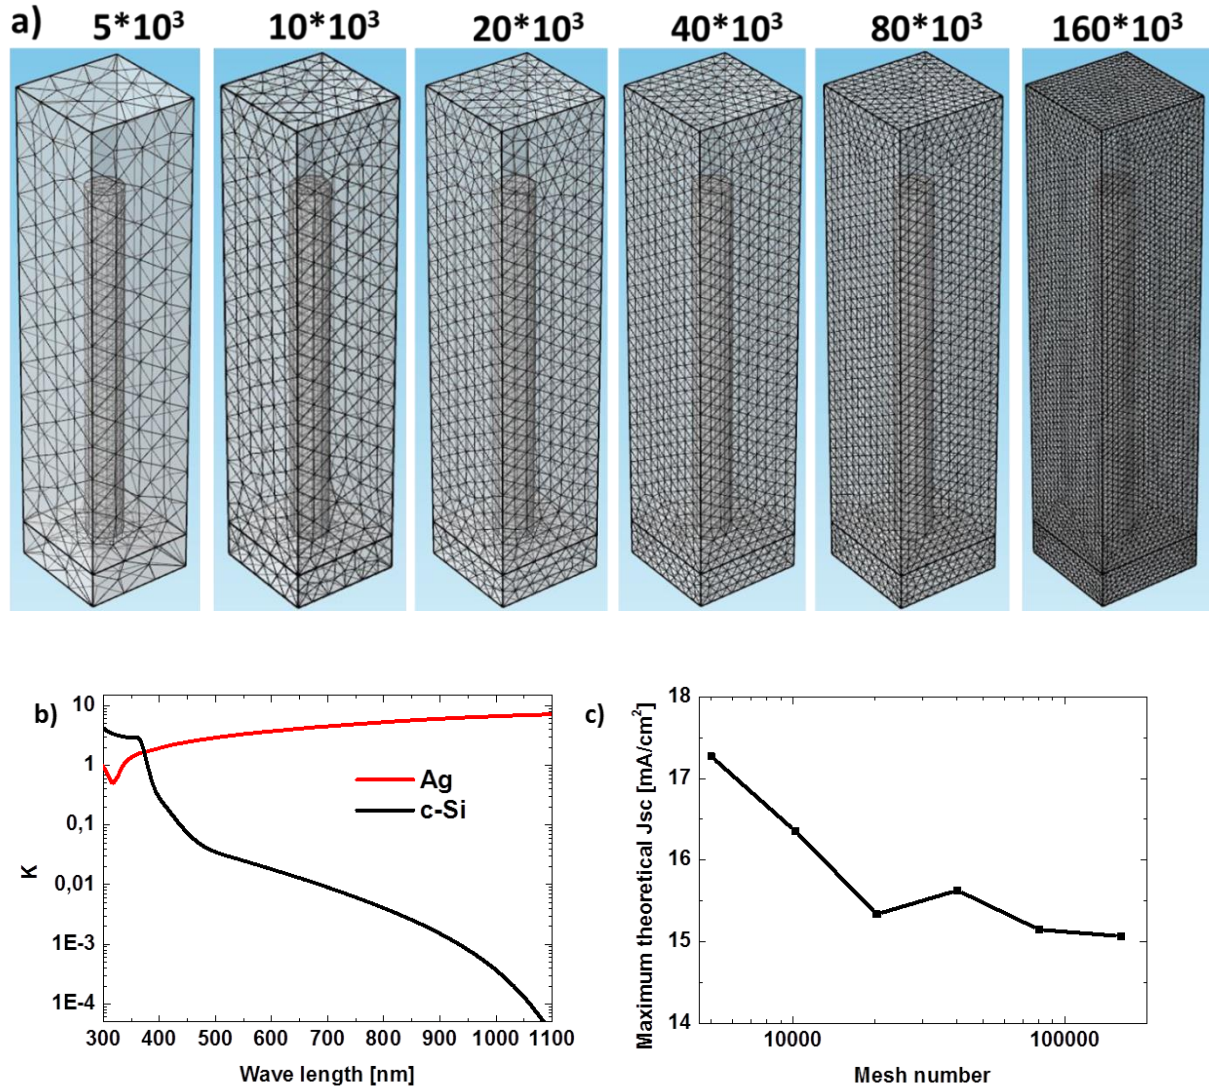 a) 5*10³ 10*10³ 20*10³ 40*10³ 80*10³ 160*10³
b)
10
1
0,1
0,01
1E-3
1E-4
K
Ag
c-Si
300 400 500 600 700 800 900 1000 1100
Wave length [nm]
c)
18
17
16
15
14
Maximum theoretical Jsc [mA/cm²]
10000 100000
Mesh number